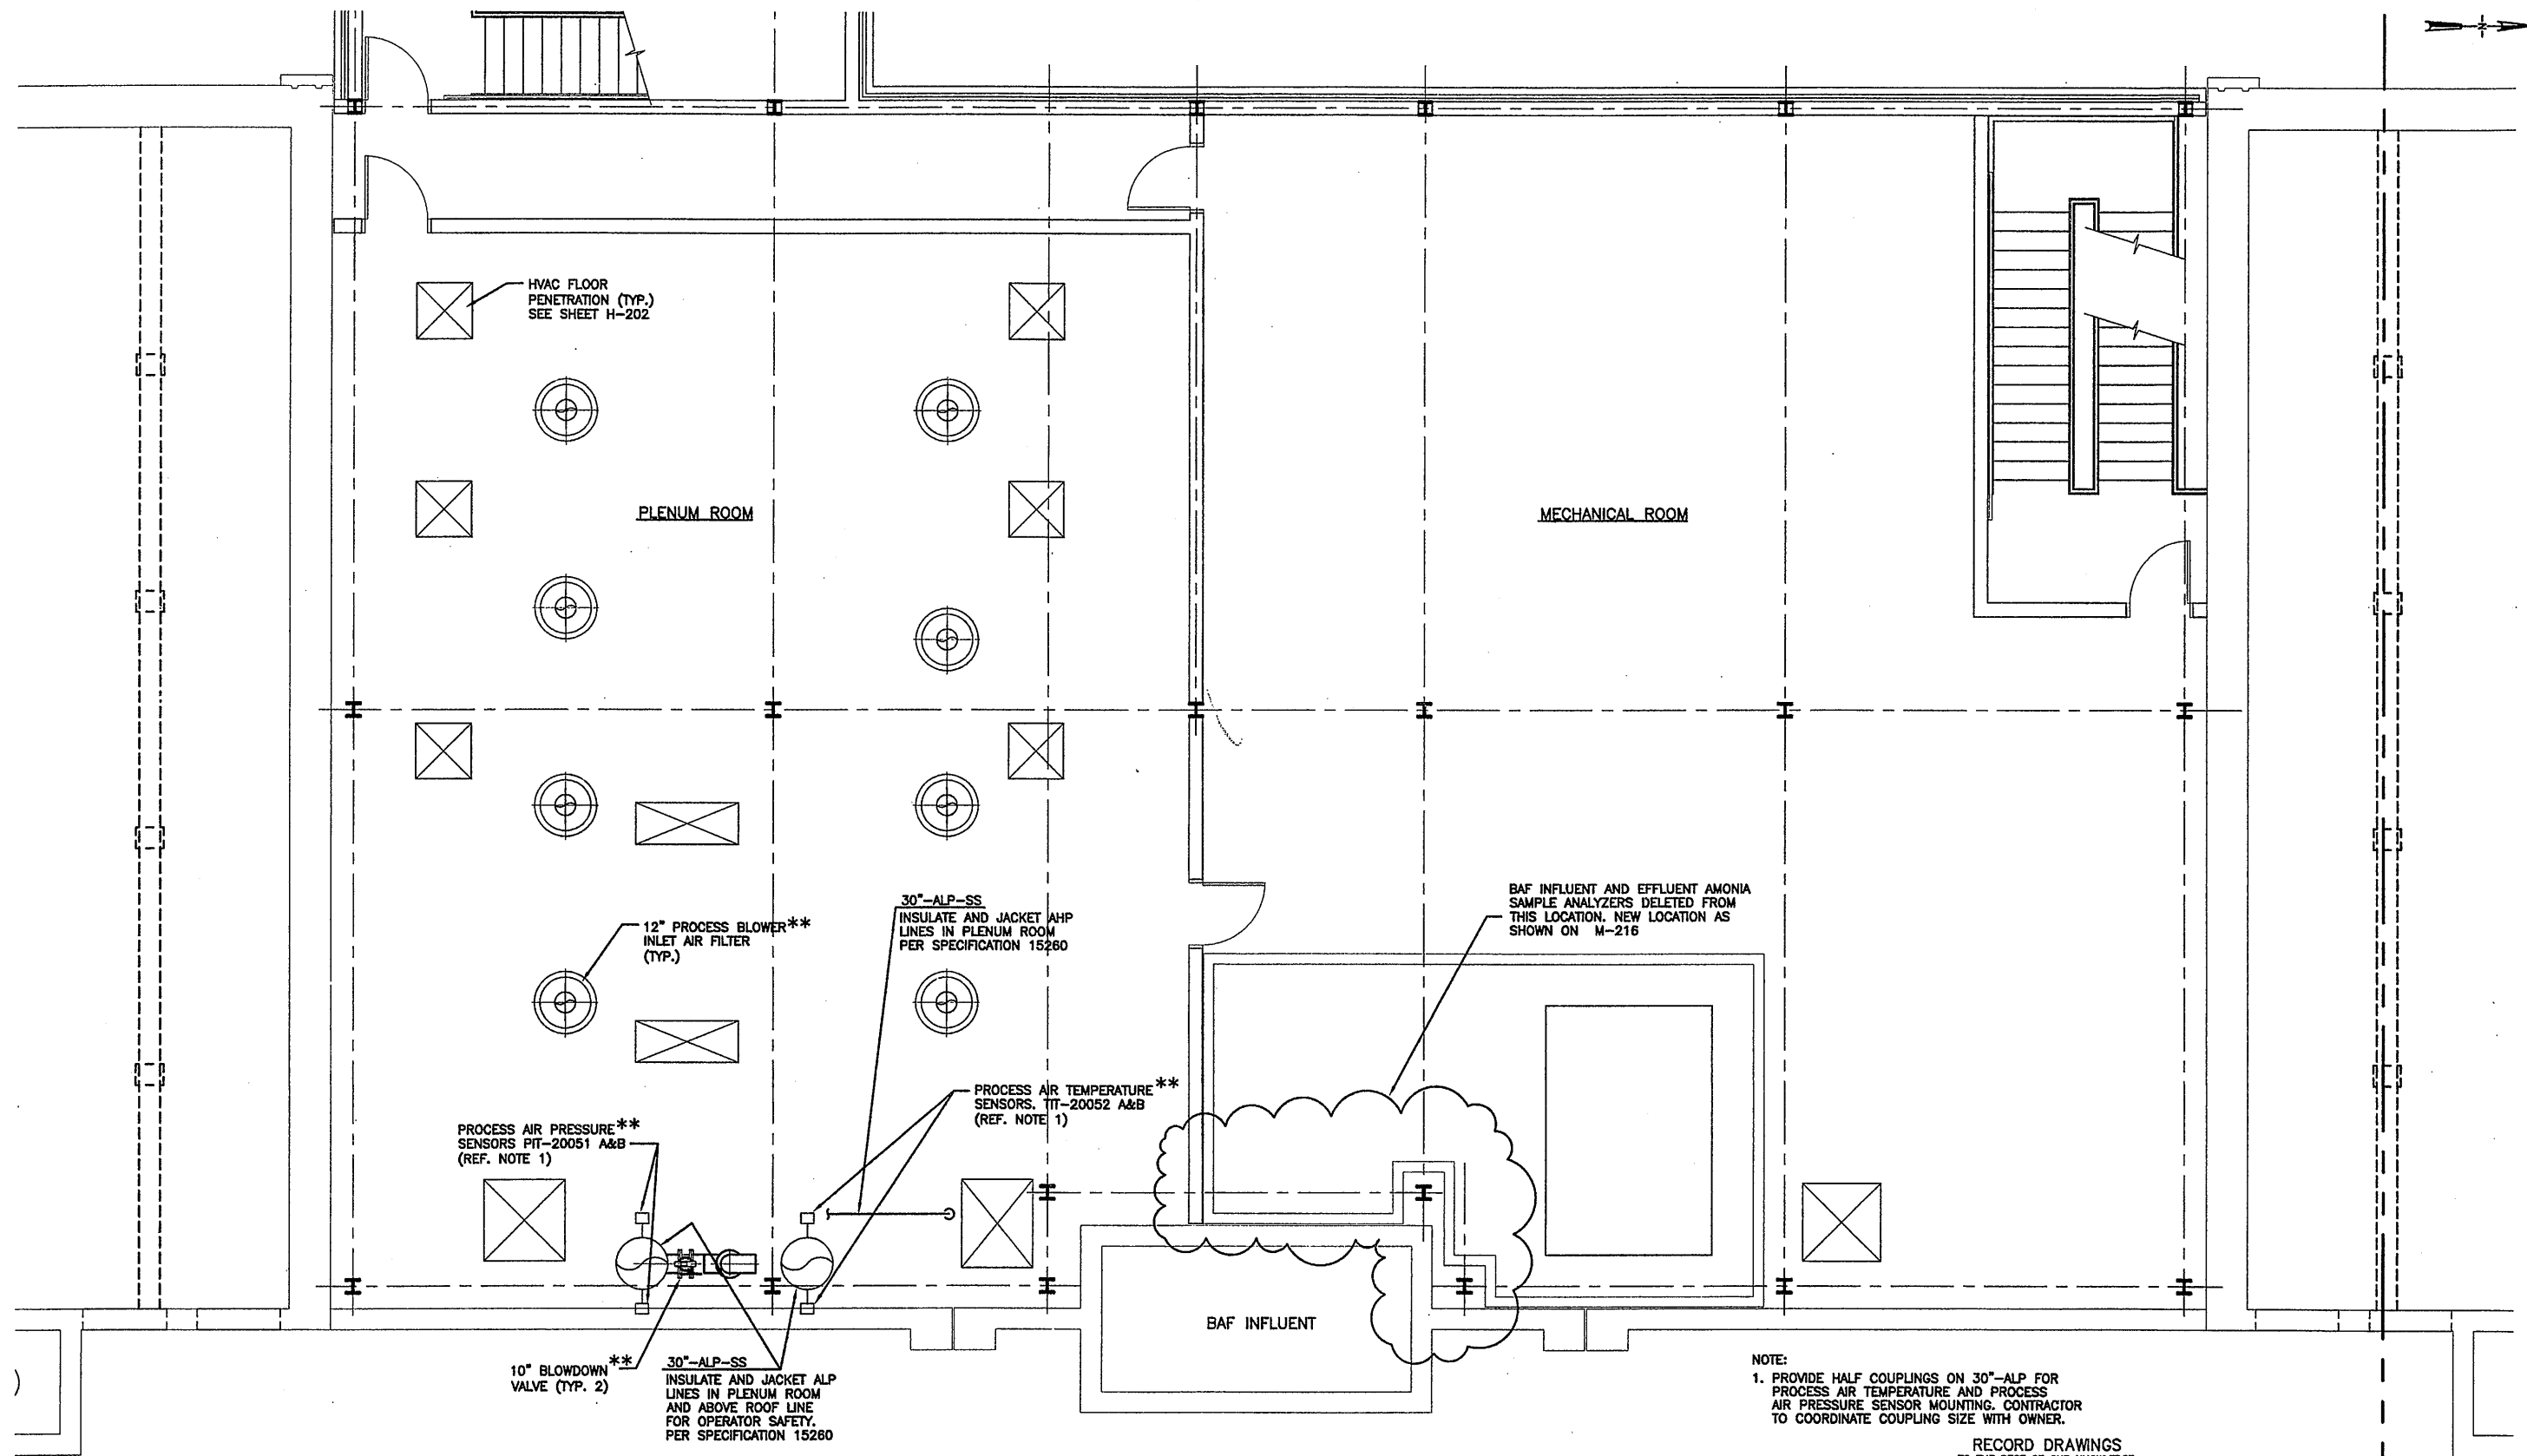 N
HVAC FLOOR
PENETRATION (TYP.)
SEE SHEET H-202
PLENUM ROOM
MECHANICAL ROOM
12" PROCESS BLOWER**
INLET AIR FILTER
(TYP.)
30"-ALP-SS
INSULATE AND JACKET AHP
LINES IN PLENUM ROOM
PER SPECIFICATION 15260
BAF INFLUENT AND EFFLUENT AMONIA
SAMPLE ANALYZERS DELETED FROM
THIS LOCATION. NEW LOCATION AS
SHOWN ON M-216
PROCESS AIR TEMPERATURE**
SENSORS. TIT-20052 A&B
(REF. NOTE 1)
PROCESS AIR PRESSURE**
SENSORS PIT-20051 A&B
(REF. NOTE 1)
BAF INFLUENT
10" BLOWDOWN**
VALVE (TYP. 2)
30"-ALP-SS
INSULATE AND JACKET ALP
LINES IN PLENUM ROOM
AND ABOVE ROOF LINE
FOR OPERATOR SAFETY.
PER SPECIFICATION 15260
NOTE:
1. PROVIDE HALF COUPLINGS ON 30"-ALP FOR
PROCESS AIR TEMPERATURE AND PROCESS
AIR PRESSURE SENSOR MOUNTING. CONTRACTOR
TO COORDINATE COUPLING SIZE WITH OWNER.
RECORD DRAWINGS